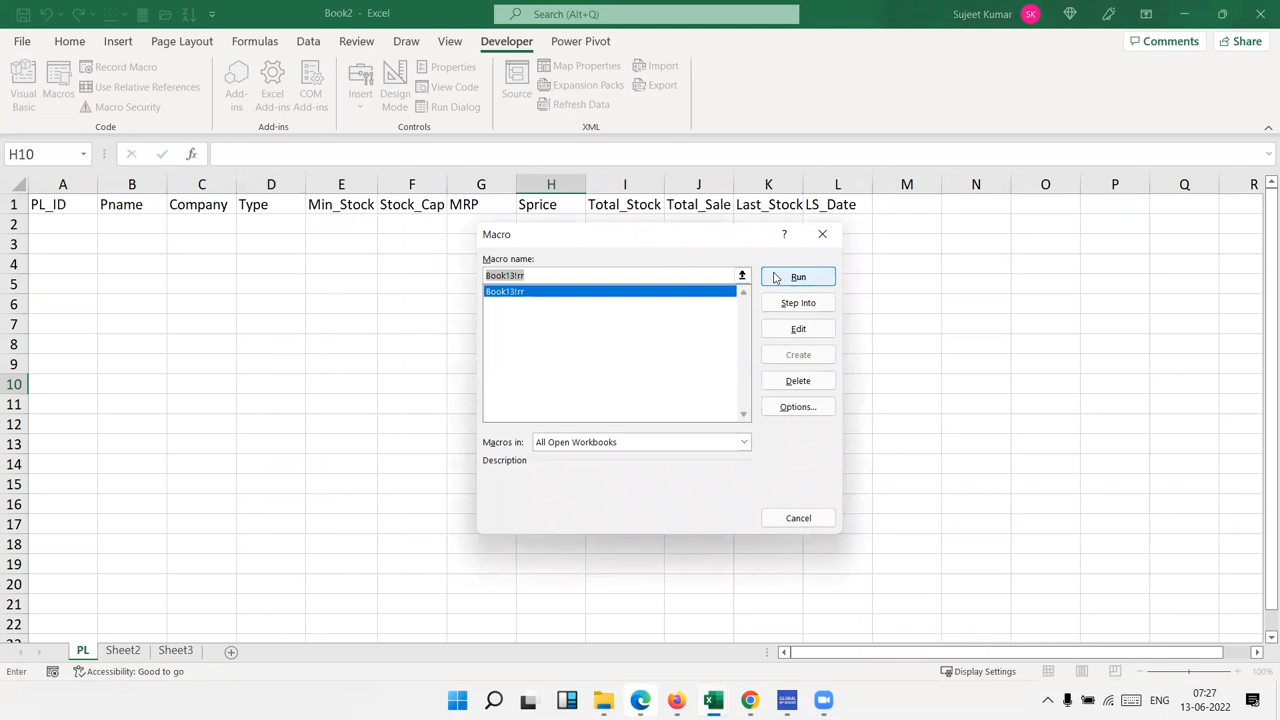 Book2 - Excel
Search (Alt+Q)
Sujeet Kumar
SK
File Home Insert Page Layout Formulas Data Review Draw View Developer Power Pivot
Comments
Share
Visual Basic
Macros
Record Macro
Use Relative References
Macro Security
Code
Add-ins
Excel Add-ins
COM Add-ins
Add-ins
Insert
Design Mode
Properties
View Code
Run Dialog
Controls
Source
Map Properties
Expansion Packs
Refresh Data
Import
Export
XML
H10
fx
A B C D E F G H I J K L M N O P Q R
1 PL_ID Pname Company Type Min_Stock Stock_Cap MRP Sprice Total_Stock Total_Sale Last_Stock LS_Date
2
3
4
5
6
7
8
9
10
11
12
13
14
15
16
17
18
19
20
21
22
Macro
?
Macro name:
Book13!rr
Book13!rr
Run
Step Into
Edit
Create
Delete
Options...
Macros in: All Open Workbooks
Description
Cancel
PL Sheet2 Sheet3
Enter
Accessibility: Good to go
Display Settings
100%
ENG
07:27
13-06-2022